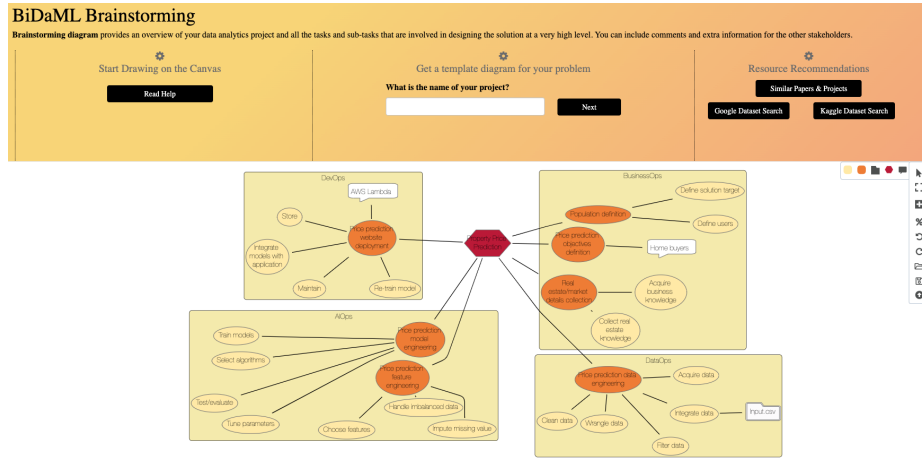 BiDaML Brainstorming
Brainstorming diagram provides an overview of your data analytics project and all the tasks and sub-tasks that are involved in designing the solution at a very high level. You can include comments and extra information for the other stakeholders.
Start Drawing on the Canvas
Read Help
Get a template diagram for your problem
What is the name of your project?
Next
Resource Recommendations
Similar Papers & Projects
Google Dataset Search
Kaggle Dataset Search
DevOps
AWS Lambda
Store
Price prediction
website
deployment
Integrate
models with
application
Maintain
Re-train model
Property Price
Prediction
BusinessOps
Define solution target
Population definition
Define users
Price prediction
objectives
definition
Home buyers
Real
estate/market
details collection
Acquire
business
knowledge
Collect real
estate
knowledge
AIOps
Train models
Price prediction
model
engineering
Select algorithms
Price prediction
feature
engineering
Test/evaluate
Handle imbalanced data
Tune parameters
Choose features
Impute missing value
DataOps
Price prediction data
engineering
Acquire data
Clean data
Wrangle data
Integrate data
Input.csv
Filter data